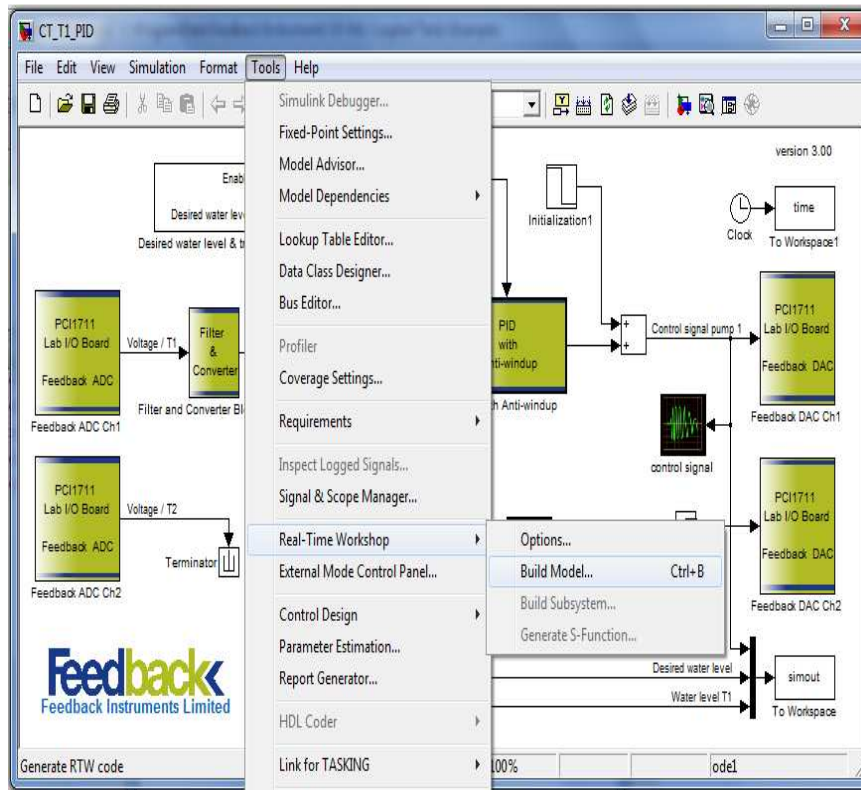 CT_T1_PID
File Edit View Simulation Format Tools Help
Simulink Debugger...
Fixed-Point Settings...
Model Advisor...
Model Dependencies
Lookup Table Editor...
Data Class Designer...
Bus Editor...
Profiler
Coverage Settings...
Requirements
Inspect Logged Signals...
Signal & Scope Manager...
Real-Time Workshop
External Mode Control Panel...
Control Design
Parameter Estimation...
Report Generator...
HDL Coder
Link for TASKING
Options...
Build Model... Ctrl+B
Build Subsystem...
Generate S-Function...
version 3.00
Enab
Desired water lev
Desired water level & t
Initialization1
Clock
time
To Workspace1
PCI1711
Lab I/O Board
Feedback ADC
Feedback ADC Ch1
Voltage / T1
Filter
&
Converter
Filter and Converter Bl
PID
with
ti-windup
h Anti-windup
+
+
Control signal pump 1
PCI1711
Lab I/O Board
Feedback DAC
Feedback DAC Ch1
control signal
PCI1711
Lab I/O Board
Feedback ADC
Feedback ADC Ch2
Voltage / T2
Terminator
PCI1711
Lab I/O Board
Feedback DAC
Feedback DAC Ch2
Desired water level
Water level T1
simout
To Workspace
Feedback
Feedback Instruments Limited
Generate RTW code
100%
ode1